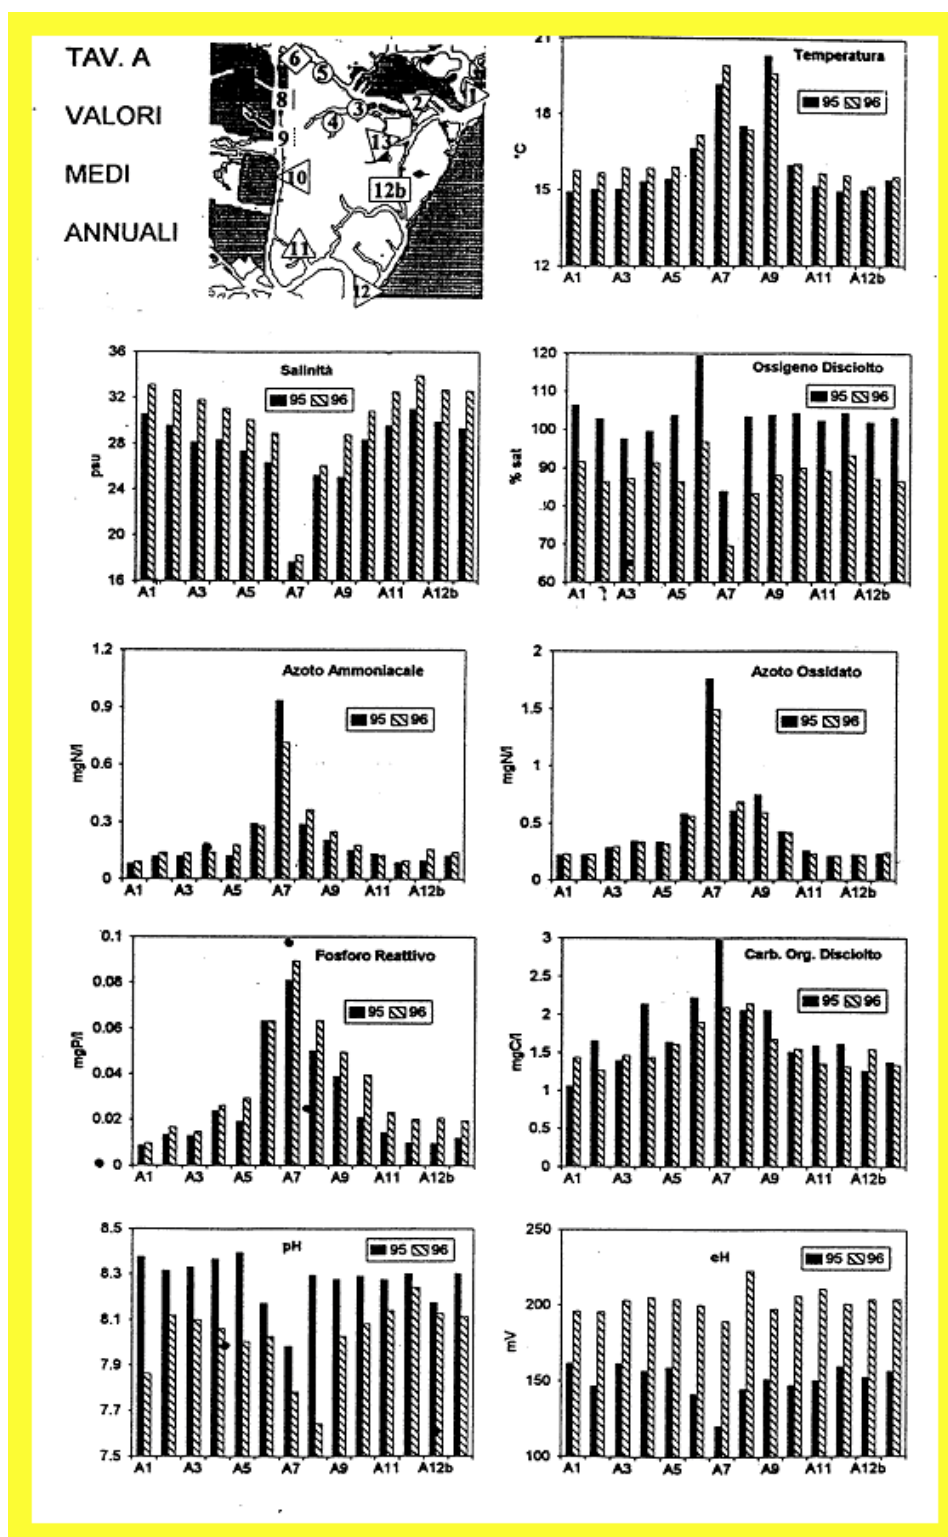 TAV. A
VALORI
MEDI
ANNUALI
6
5
8
3
2
1
4
9
13
10
12b
11
12
Temperatura
95 96
°C
21
18
15
12
A1 A3 A5 A7 A9 A11 A12b
Salinità
95 96
psu
36
32
28
24
20
16
A1 A3 A5 A7 A9 A11 A12b
Ossigeno Disciolto
95 96
% sat
120
110
100
90
80
70
60
A1 A3 A5 A7 A9 A11 A12b
Azoto Ammoniacale
95 96
mgN/l
1.2
0.9
0.6
0.3
0
A1 A3 A5 A7 A9 A11 A12b
Azoto Ossidato
95 96
mgN/l
2
1.5
1
0.5
0
A1 A3 A5 A7 A9 A11 A12b
Fosforo Reattivo
95 96
mgP/l
0.1
0.08
0.06
0.04
0.02
0
A1 A3 A5 A7 A9 A11 A12b
Carb. Org. Disciolto
95 96
mgC/l
3
2.5
2
1.5
1
0.5
0
A1 A3 A5 A7 A9 A11 A12b
pH
95 96
8.5
8.3
8.1
7.9
7.7
7.5
A1 A3 A5 A7 A9 A11 A12b
eH
95 96
mV
250
200
150
100
A1 A3 A5 A7 A9 A11 A12b